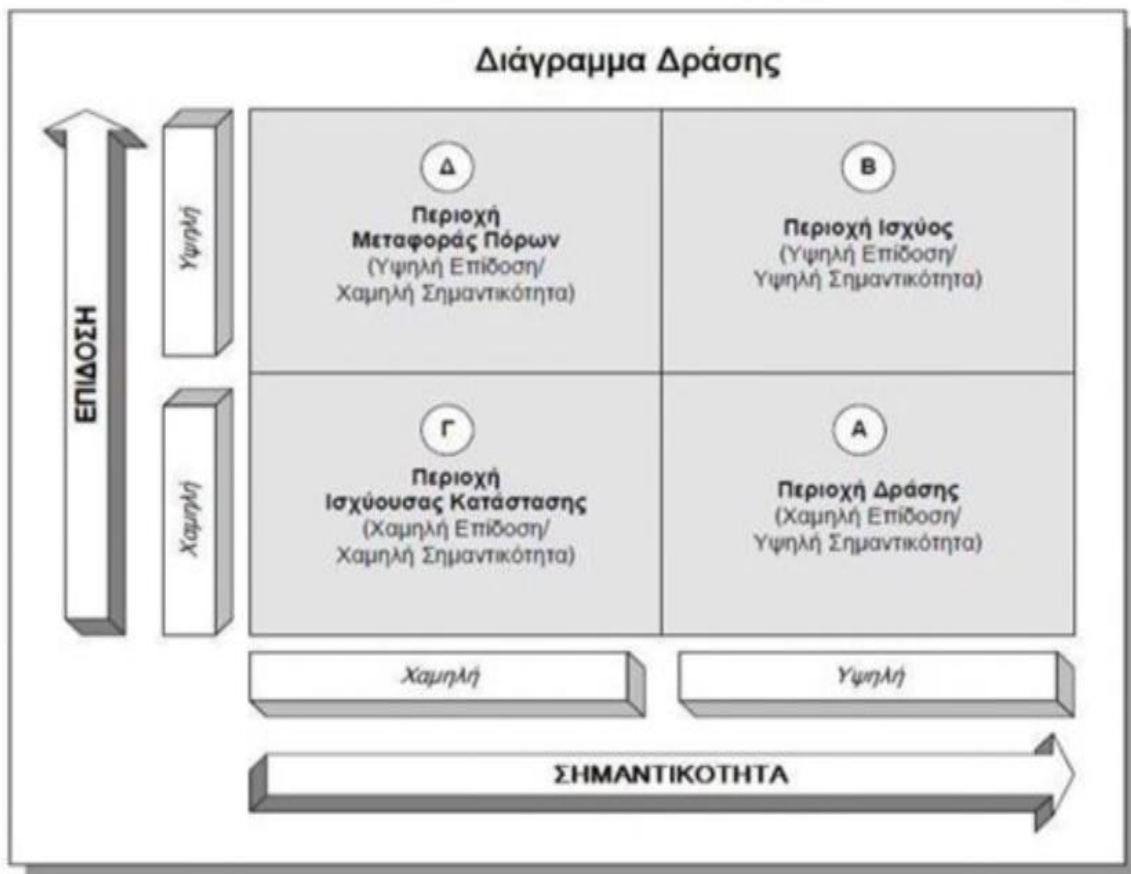 Διάγραμμα Δράσης
ΕΠΙΔΟΣΗ
Υψηλή
Χαμηλή
Δ
Περιοχή
Μεταφοράς Πόρων
(Υψηλή Επίδοση/
Χαμηλή Σημαντικότητα)
Β
Περιοχή Ισχύος
(Υψηλή Επίδοση/
Υψηλή Σημαντικότητα)
Γ
Περιοχή
Ισχύουσας Κατάστασης
(Χαμηλή Επίδοση/
Χαμηλή Σημαντικότητα)
Α
Περιοχή Δράσης
(Χαμηλή Επίδοση/
Υψηλή Σημαντικότητα)
Χαμηλή
Υψηλή
ΣΗΜΑΝΤΙΚΟΤΗΤΑ